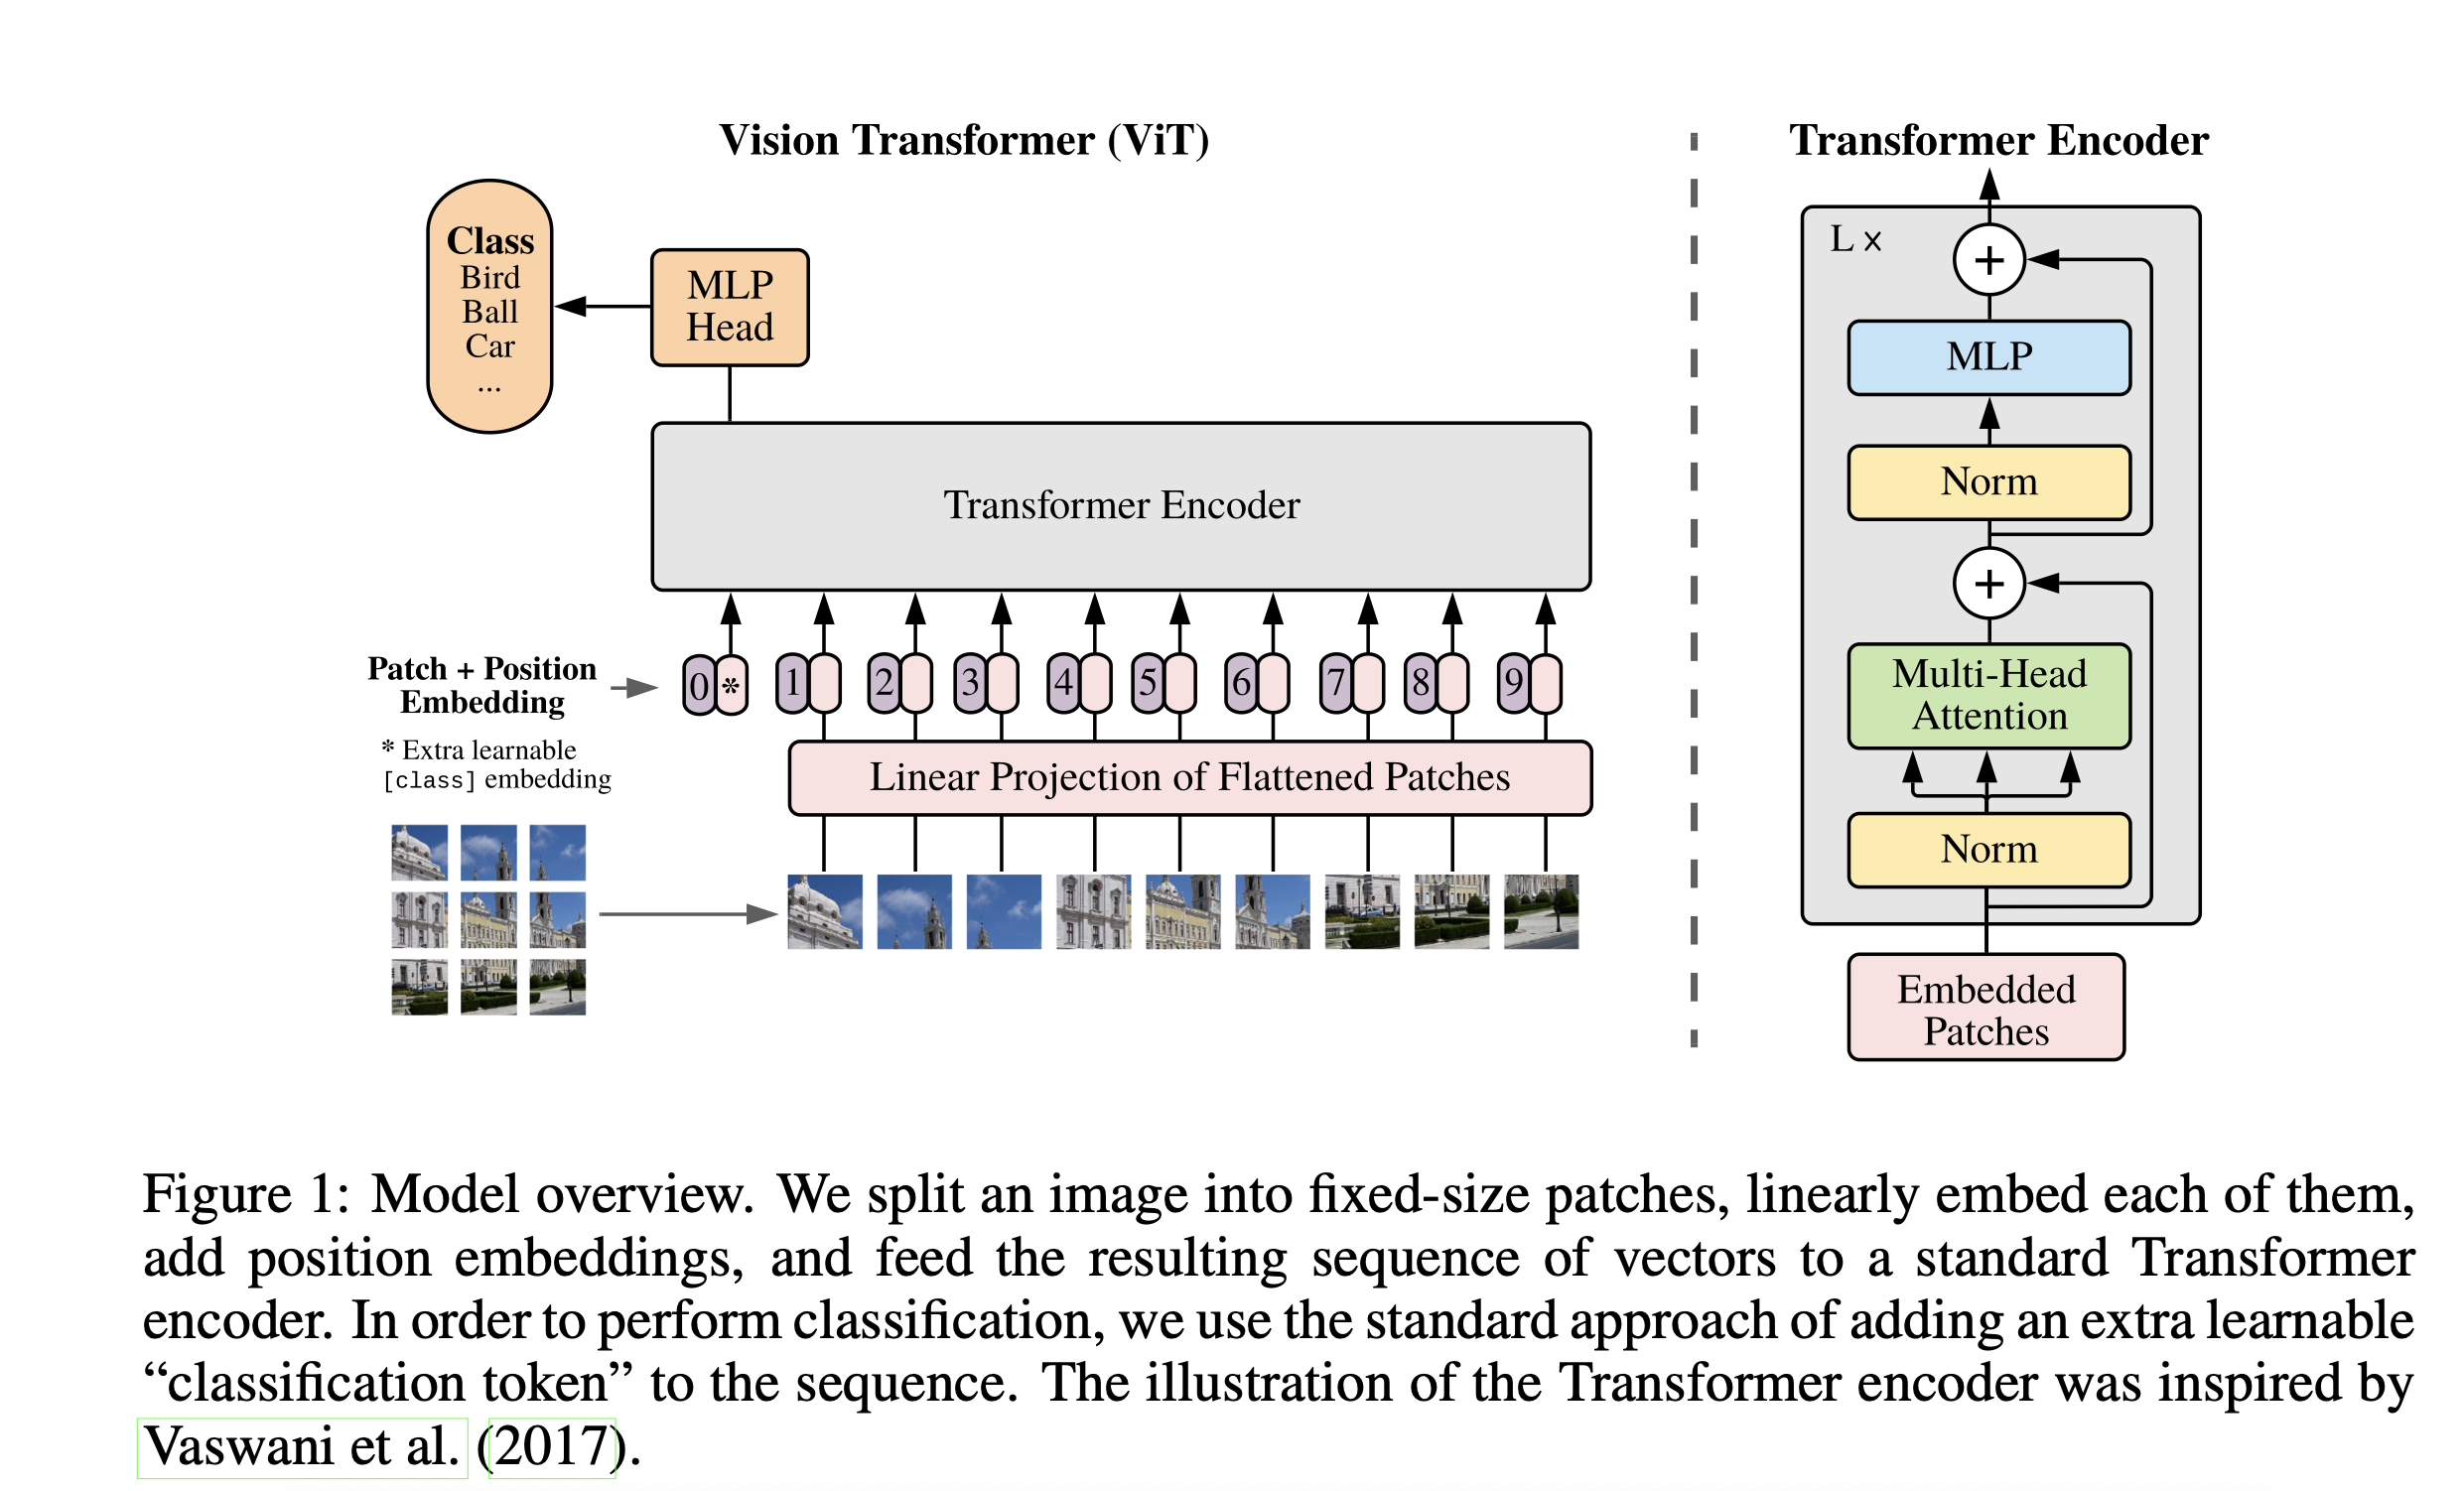 Vision Transformer (ViT)
Class
Bird
Ball
Car
...
MLP
Head
Transformer Encoder
Patch + Position
Embedding
0 * 1 2 3 4 5 6 7 8 9
* Extra learnable
[class] embedding
Linear Projection of Flattened Patches
Transformer Encoder
L ×
+
MLP
Norm
+
Multi-Head
Attention
Norm
Embedded
Patches
Figure 1: Model overview. We split an image into fixed-size patches, linearly embed each of them,
add position embeddings, and feed the resulting sequence of vectors to a standard Transformer
encoder. In order to perform classification, we use the standard approach of adding an extra learnable
“classification token” to the sequence. The illustration of the Transformer encoder was inspired by
Vaswani et al. (2017).